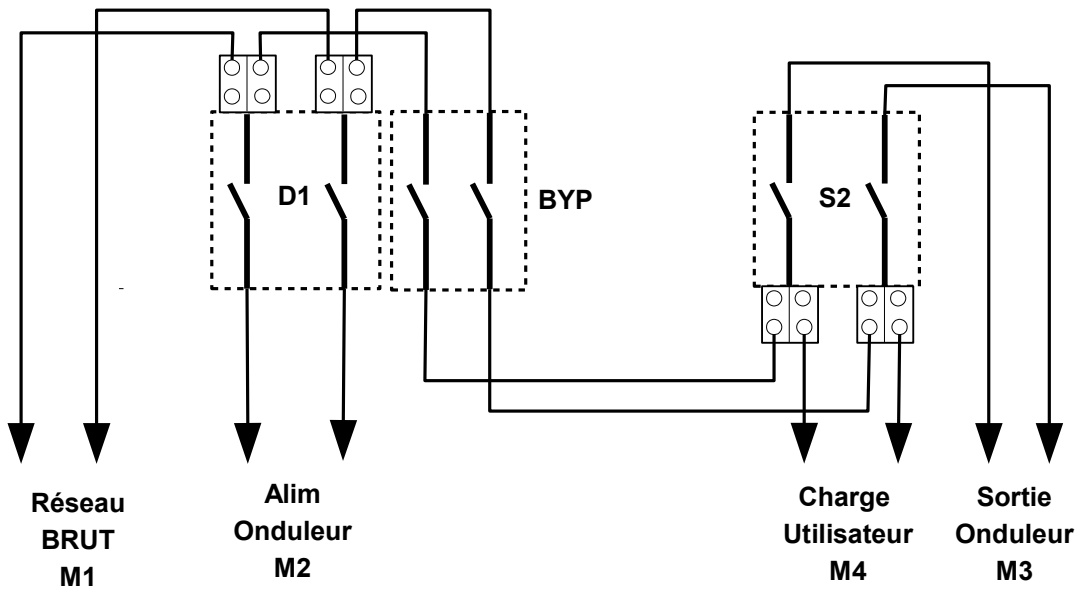 D1
BYP
S2
Réseau
BRUT
M1
Alim
Onduleur
M2
Charge
Utilisateur
M4
Sortie
Onduleur
M3